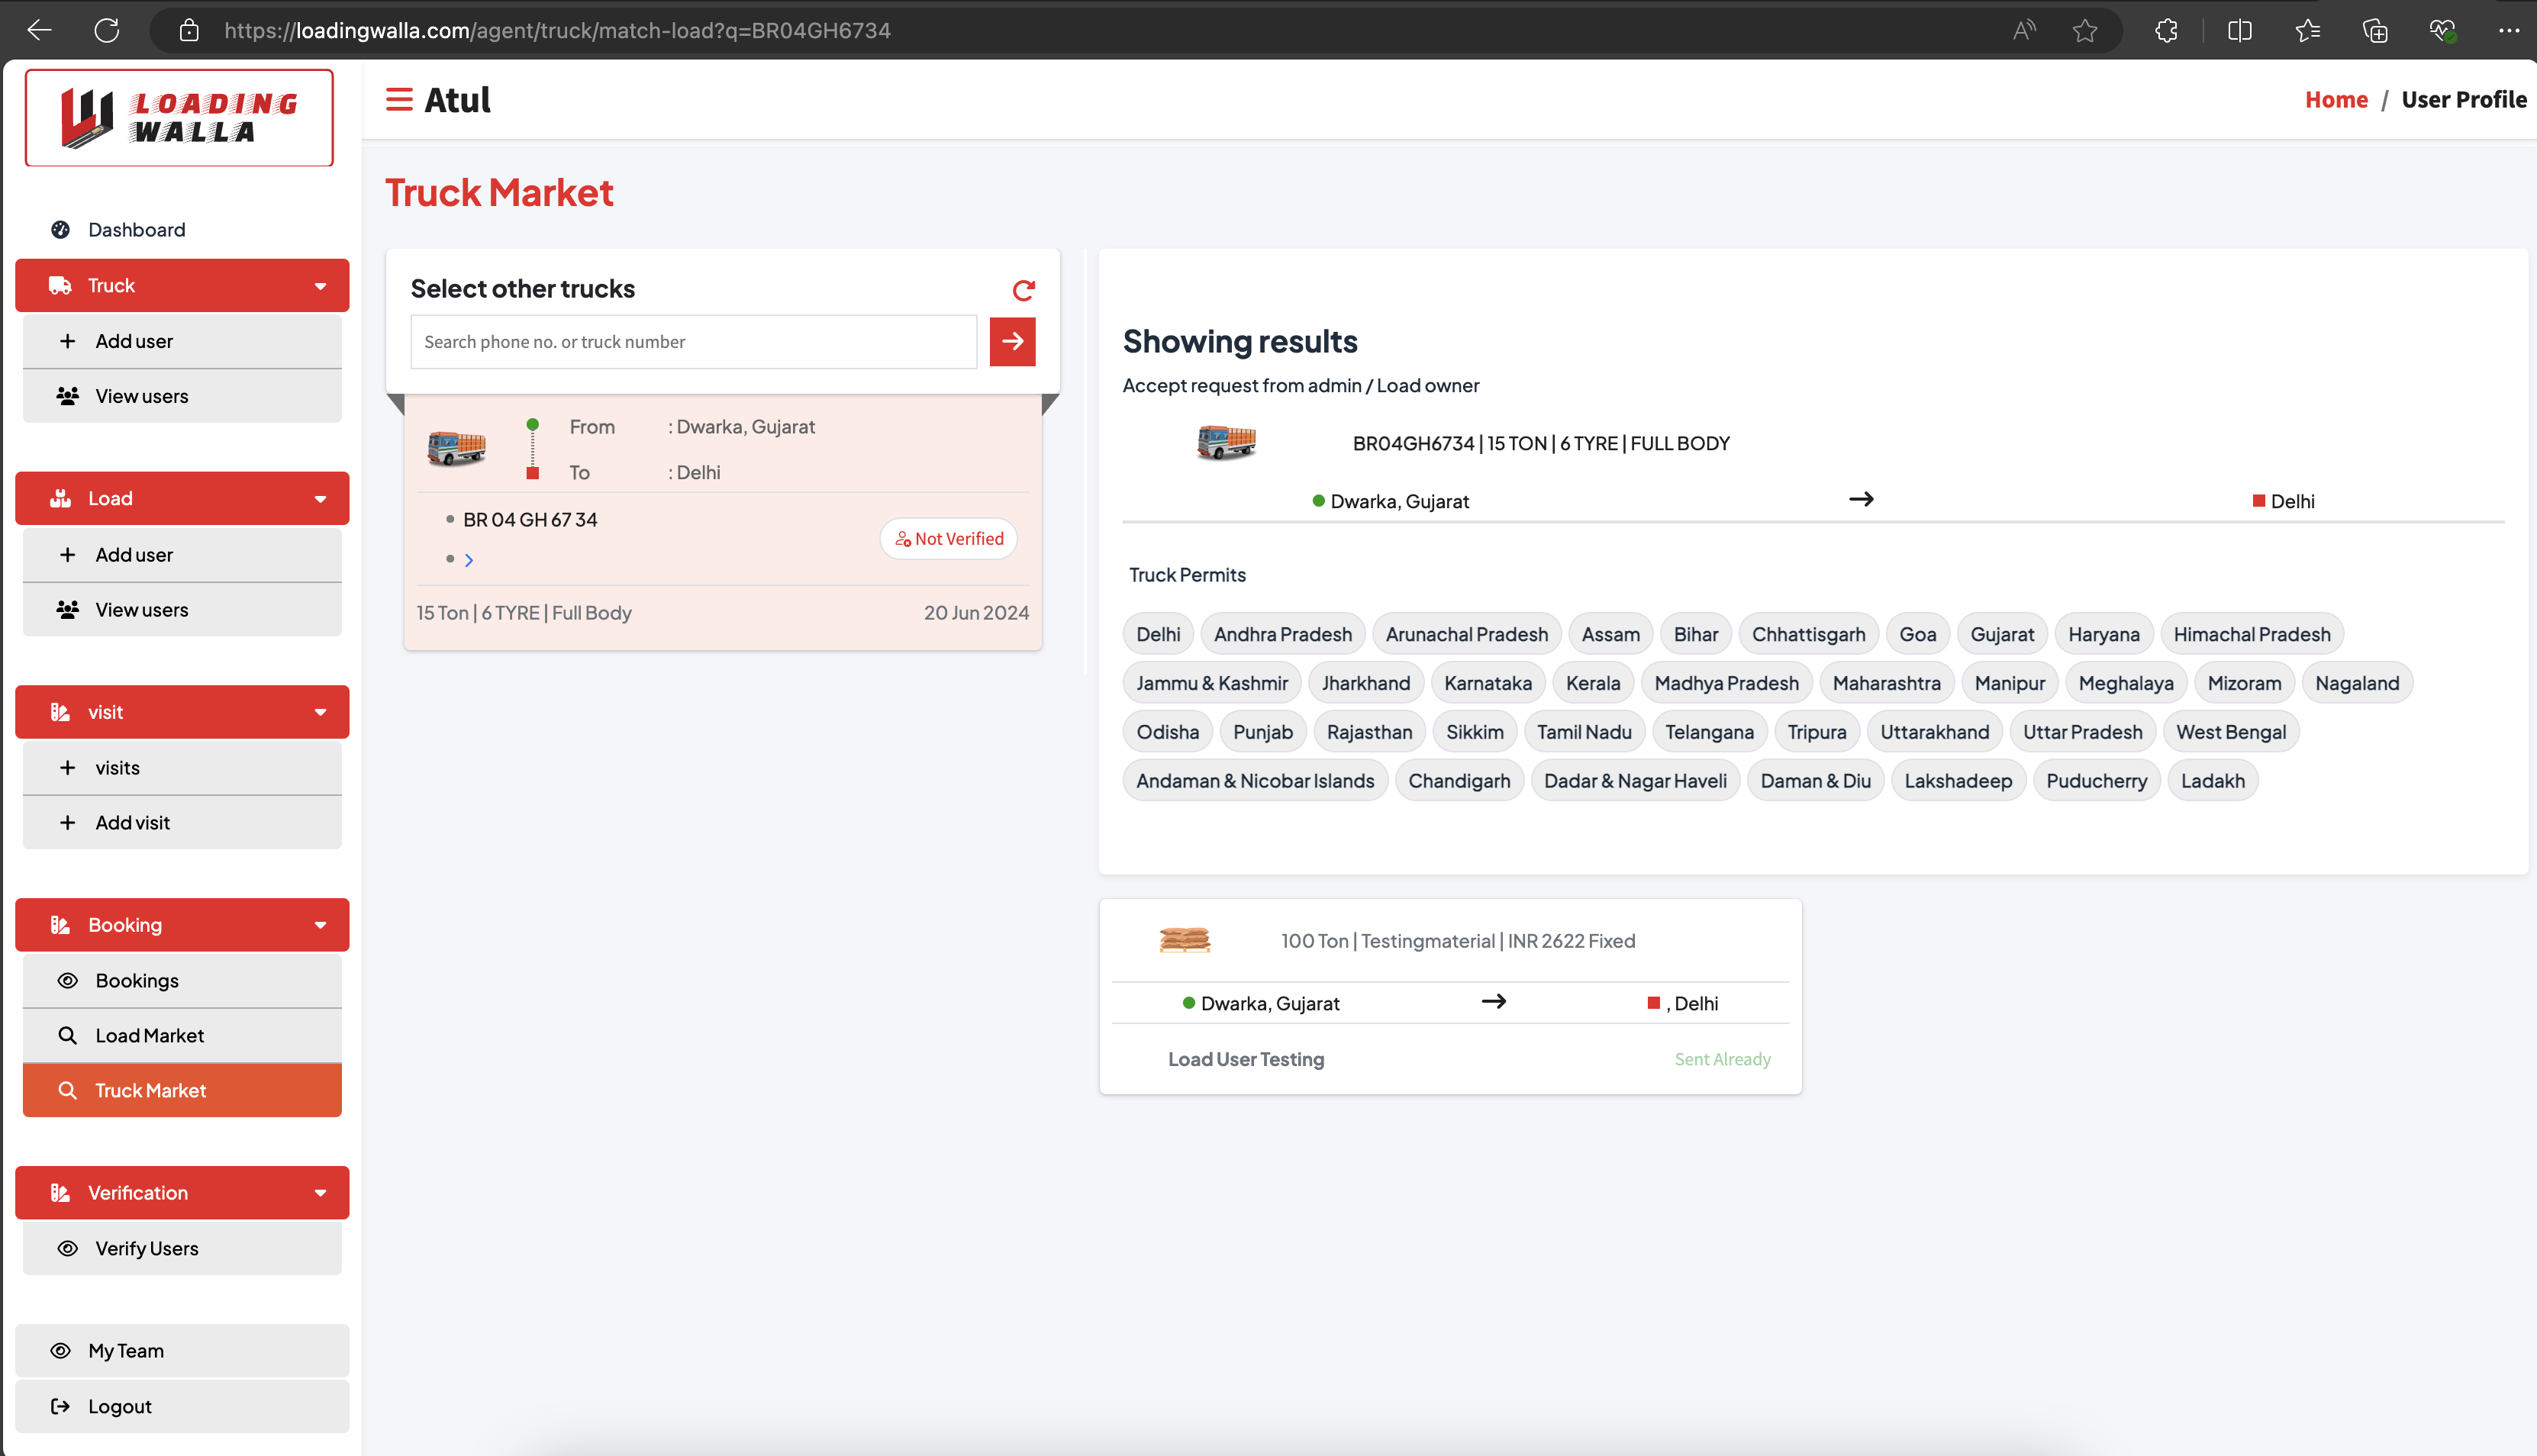 https://loadingwalla.com/agent/truck/match-load?q=BR04GH6734
LOADING
WALLA
Atul
Home / User Profile
Dashboard
Truck
Add user
View users
Load
Add user
View users
visit
visits
Add visit
Booking
Bookings
Load Market
Truck Market
Verification
Verify Users
My Team
Logout
Truck Market
Select other trucks
Search phone no. or truck number
From : Dwarka, Gujarat
To : Delhi
BR 04 GH 67 34
Not Verified
15 Ton | 6 TYRE | Full Body 20 Jun 2024
Showing results
Accept request from admin / Load owner
BR04GH6734 | 15 TON | 6 TYRE | FULL BODY
Dwarka, Gujarat → Delhi
Truck Permits
Delhi Andhra Pradesh Arunachal Pradesh Assam Bihar Chhattisgarh Goa Gujarat Haryana Himachal Pradesh
Jammu & Kashmir Jharkhand Karnataka Kerala Madhya Pradesh Maharashtra Manipur Meghalaya Mizoram Nagaland
Odisha Punjab Rajasthan Sikkim Tamil Nadu Telangana Tripura Uttarakhand Uttar Pradesh West Bengal
Andaman & Nicobar Islands Chandigarh Dadar & Nagar Haveli Daman & Diu Lakshadeep Puducherry Ladakh
100 Ton | Testingmaterial | INR 2622 Fixed
Dwarka, Gujarat → , Delhi
Load User Testing Sent Already